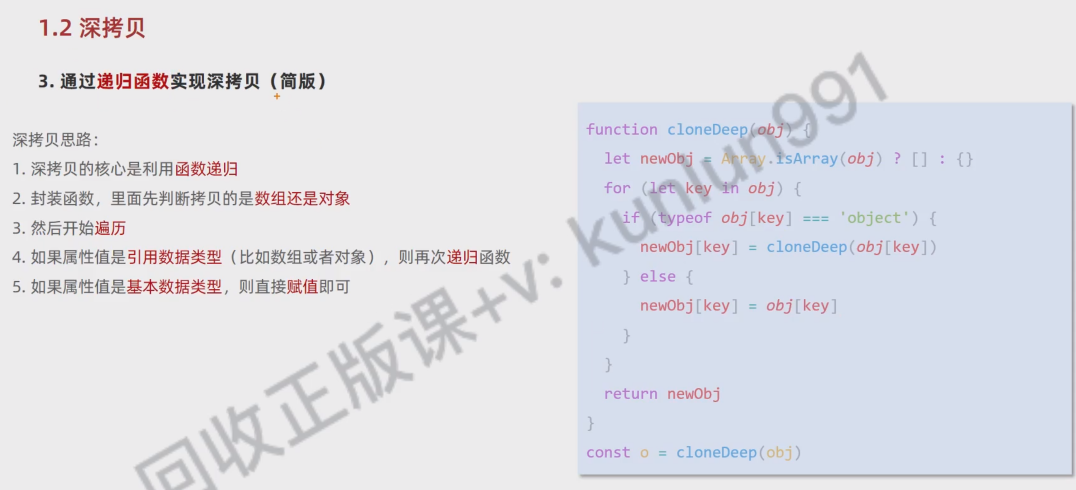 1.2 深拷贝
3. 通过递归函数实现深拷贝（简版）
深拷贝思路：
1. 深拷贝的核心是利用函数递归
2. 封装函数，里面先判断拷贝的是数组还是对象
3. 然后开始遍历
4. 如果属性值是引用数据类型（比如数组或者对象），则再次递归函数
5. 如果属性值是基本数据类型，则直接赋值即可
function cloneDeep(obj) {
let newObj = Array.isArray(obj) ? [] : {}
for (let key in obj) {
if (typeof obj[key] === 'object') {
newObj[key] = cloneDeep(obj[key])
} else {
newObj[key] = obj[key]
}
}
return newObj
}
const o = cloneDeep(obj)
回收正版课+v: kunlun991